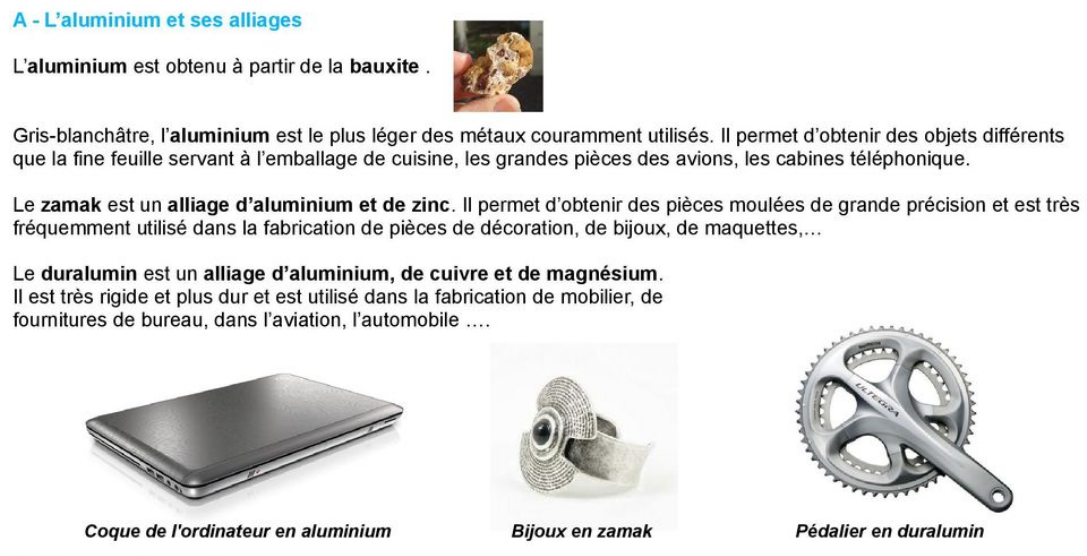 A - L'aluminium et ses alliages
L'aluminium est obtenu à partir de la bauxite .
Gris-blanchâtre, l'aluminium est le plus léger des métaux couramment utilisés. Il permet d'obtenir des objets différents
que la fine feuille servant à l'emballage de cuisine, les grandes pièces des avions, les cabines téléphonique.
Le zamak est un alliage d'aluminium et de zinc. Il permet d'obtenir des pièces moulées de grande précision et est très
fréquemment utilisé dans la fabrication de pièces de décoration, de bijoux, de maquettes,...
Le duralumin est un alliage d'aluminium, de cuivre et de magnésium.
Il est très rigide et plus dur et est utilisé dans la fabrication de mobilier, de
fournitures de bureau, dans l'aviation, l'automobile ....
ULTEGRA
Coque de l'ordinateur en aluminium
Bijoux en zamak
Pédalier en duralumin